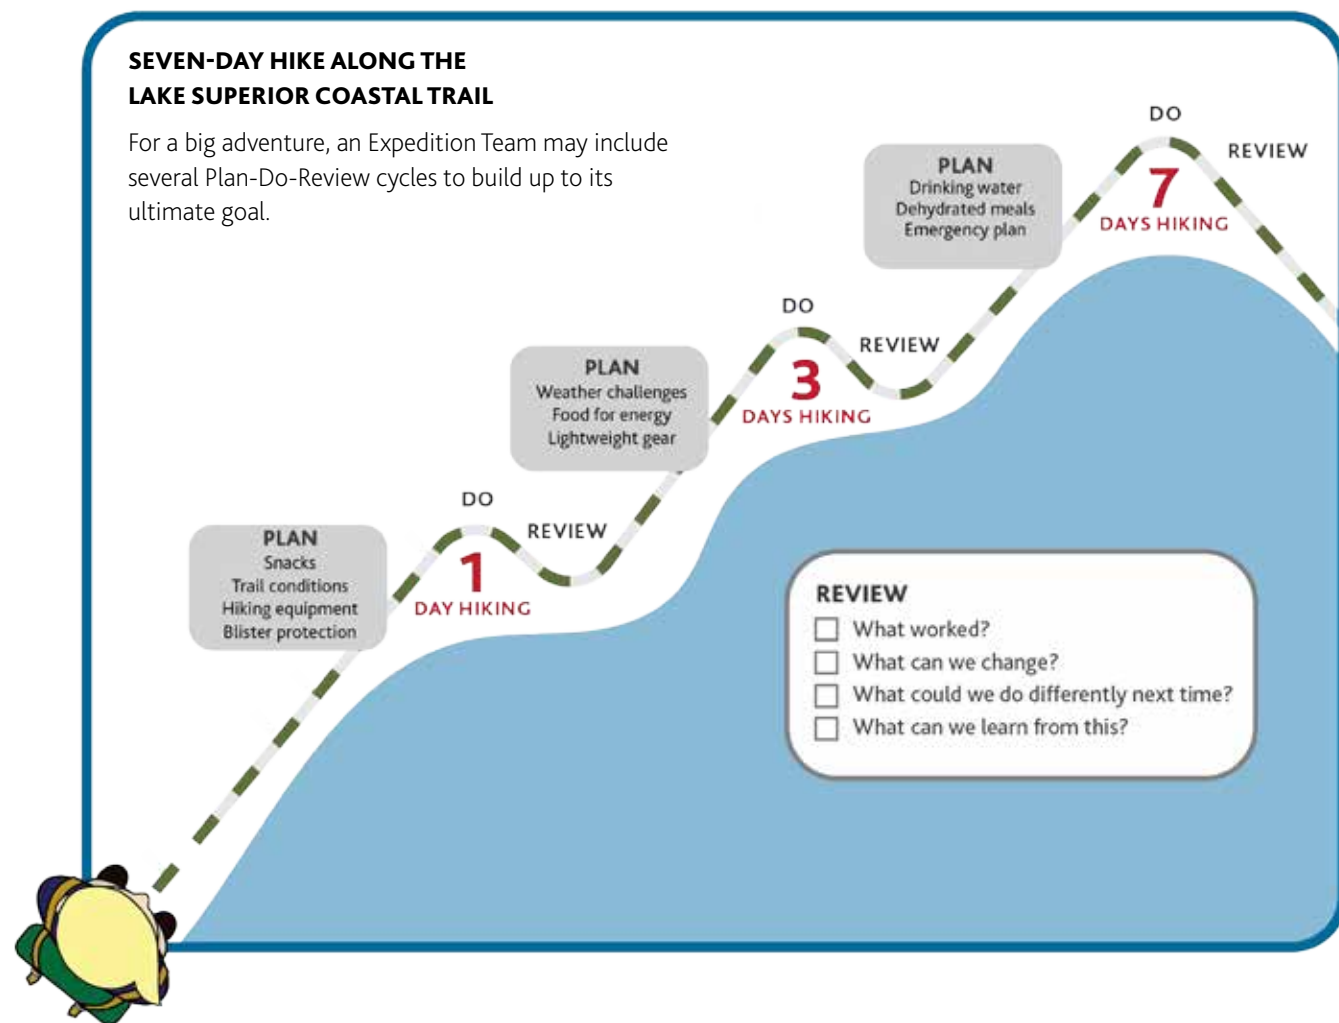 SEVEN-DAY HIKE ALONG THE
LAKE SUPERIOR COASTAL TRAIL
For a big adventure, an Expedition Team may include
several Plan-Do-Review cycles to build up to its
ultimate goal.
PLAN
Snacks
Trail conditions
Hiking equipment
Blister protection
DO
1
DAY HIKING
REVIEW
PLAN
Weather challenges
Food for energy
Lightweight gear
DO
3
DAYS HIKING
REVIEW
PLAN
Drinking water
Dehydrated meals
Emergency plan
DO
7
DAYS HIKING
REVIEW
REVIEW
What worked?
What can we change?
What could we do differently next time?
What can we learn from this?